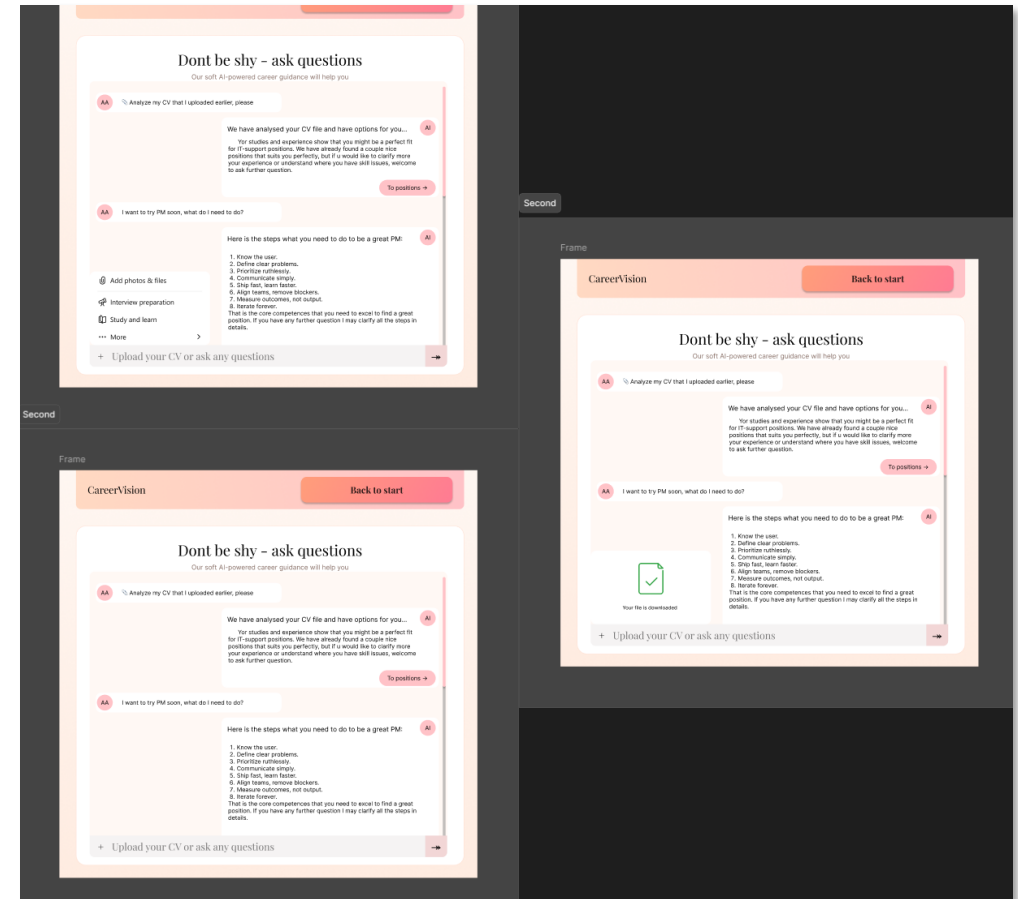 Dont be shy - ask questions
Our soft AI-powered career guidance will help you
AA
Analyze my CV that I uploaded earlier, please
We have analysed your CV file and have options for you...
AI
Yor studies and experience show that you might be a perfect fit
for IT-support positions. We have already found a couple nice
positions that suits you perfectly, but if u would like to clarify more
your experience or understand where you have skill issues, welcome
to ask further question.
To positions →
AA
I want to try PM soon, what do I need to do?
Here is the steps what you need to do to be a great PM:
AI
1. Know the user.
2. Define clear problems.
3. Prioritize ruthlessly.
4. Communicate simply.
5. Ship fast, learn faster.
6. Align teams, remove blockers.
7. Measure outcomes, not output.
8. Iterate forever.
That is the core competences that you need to excel to find a great
position. If you have any further question I may clarify all the steps in
details.
Add photos & files
Interview preparation
Study and learn
More
+ Upload your CV or ask any questions
Second
Frame
CareerVision
Back to start
Dont be shy - ask questions
Our soft AI-powered career guidance will help you
AA
Analyze my CV that I uploaded earlier, please
We have analysed your CV file and have options for you...
AI
Yor studies and experience show that you might be a perfect fit
for IT-support positions. We have already found a couple nice
positions that suits you perfectly, but if u would like to clarify more
your experience or understand where you have skill issues, welcome
to ask further question.
To positions →
AA
I want to try PM soon, what do I need to do?
Here is the steps what you need to do to be a great PM:
AI
1. Know the user.
2. Define clear problems.
3. Prioritize ruthlessly.
4. Communicate simply.
5. Ship fast, learn faster.
6. Align teams, remove blockers.
7. Measure outcomes, not output.
8. Iterate forever.
That is the core competences that you need to excel to find a great
position. If you have any further question I may clarify all the steps in
details.
+ Upload your CV or ask any questions
Second
Frame
CareerVision
Back to start
Dont be shy - ask questions
Our soft AI-powered career guidance will help you
AA
Analyze my CV that I uploaded earlier, please
We have analysed your CV file and have options for you...
AI
Yor studies and experience show that you might be a perfect fit
for IT-support positions. We have already found a couple nice
positions that suits you perfectly, but if u would like to clarify more
your experience or understand where you have skill issues, welcome
to ask further question.
To positions →
AA
I want to try PM soon, what do I need to do?
Here is the steps what you need to do to be a great PM:
AI
1. Know the user.
2. Define clear problems.
3. Prioritize ruthlessly.
4. Communicate simply.
5. Ship fast, learn faster.
6. Align teams, remove blockers.
7. Measure outcomes, not output.
8. Iterate forever.
That is the core competences that you need to excel to find a great
position. If you have any further question I may clarify all the steps in
details.
Your file is downloaded
+ Upload your CV or ask any questions